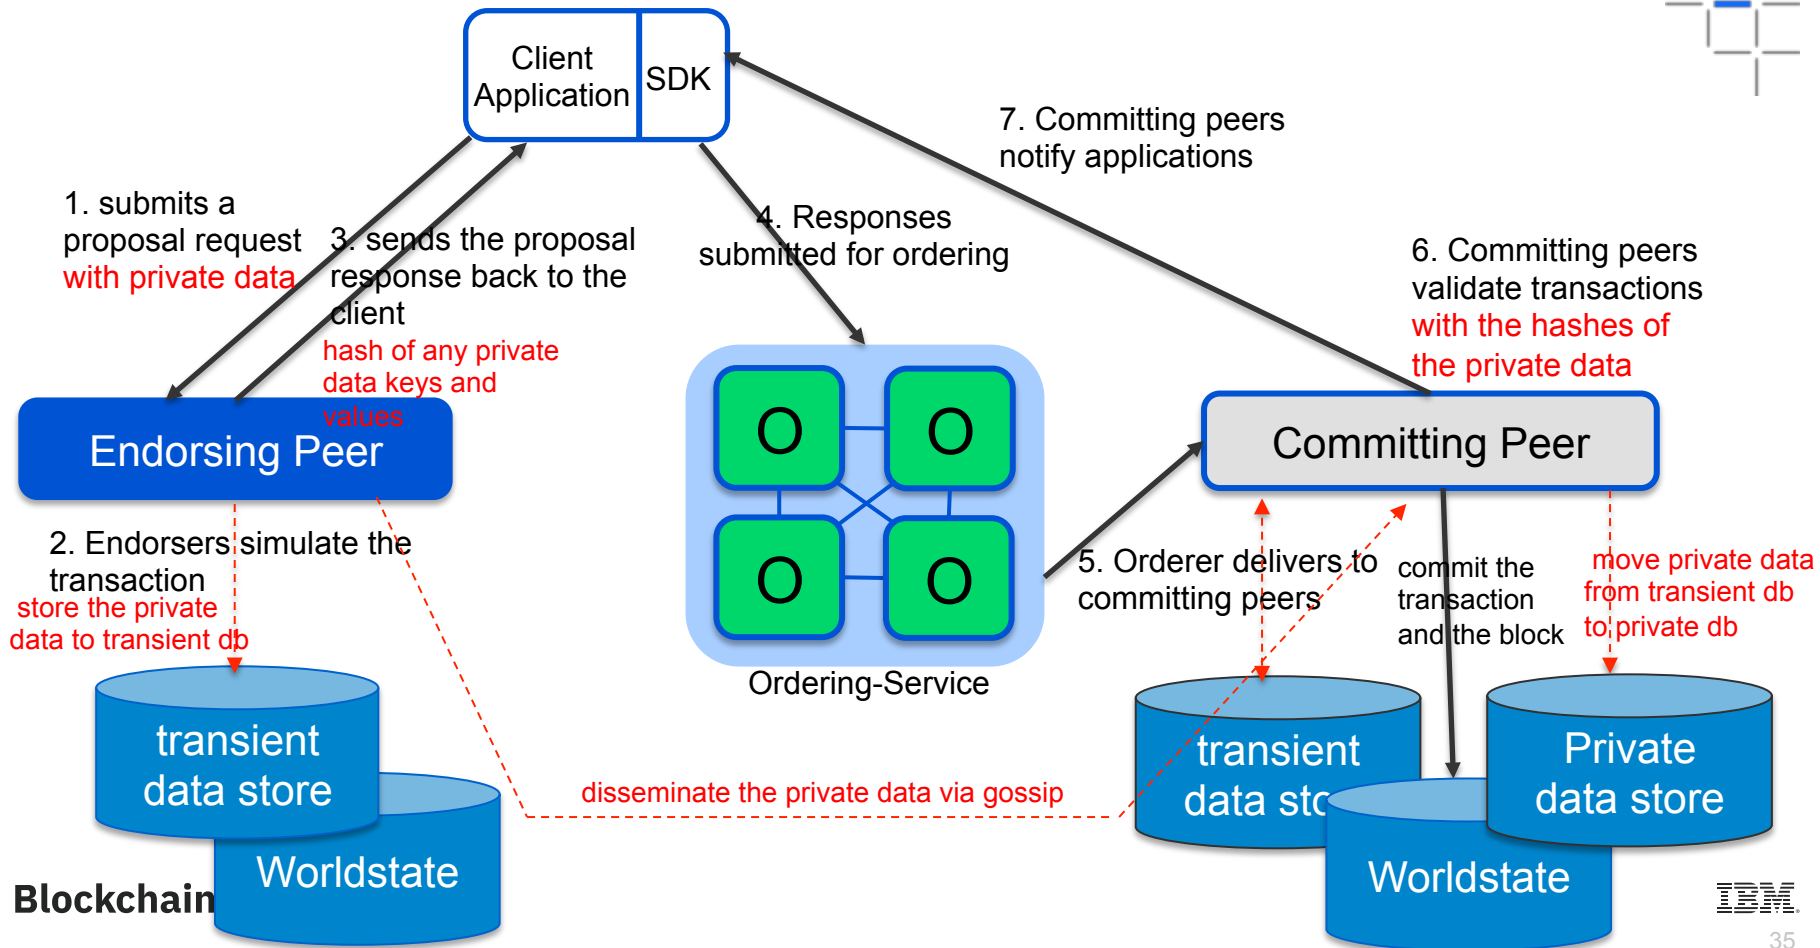 Client
Application
SDK
7. Committing peers
notify applications
1. submits a
proposal request
with private data
3. sends the proposal
response back to the
client
hash of any private
data keys and
values
4. Responses
submitted for ordering
6. Committing peers
validate transactions
with the hashes of
the private data
Endorsing Peer
O
O
O
O
Ordering-Service
Committing Peer
2. Endorsers simulate the
transaction
store the private
data to transient db
5. Orderer delivers to
committing peers
commit the
transaction
and the block
move private data
from transient db
to private db
transient
data store
Worldstate
disseminate the private data via gossip
transient
data sto
Worldstate
Private
data store
Blockchain
IBM
35